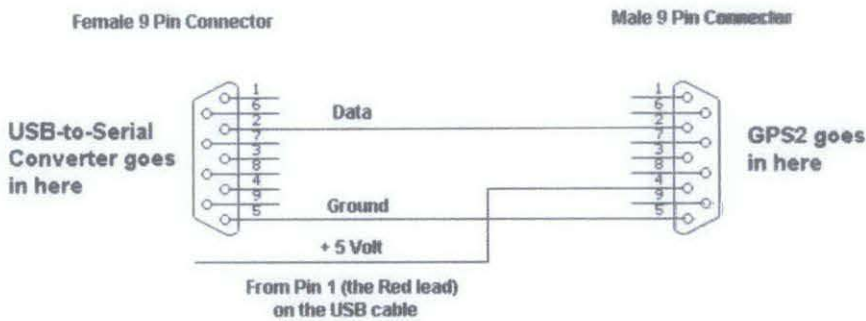 Female 9 Pin Connector
Male 9 Pin Connector
USB-to-Serial
Converter goes
in here
1
6
2
7
3
8
4
9
5
Data
Ground
+ 5 Volt
From Pin 1 (the Red lead)
on the USB cable
1
6
2
7
3
8
4
9
5
GPS2 goes
in here